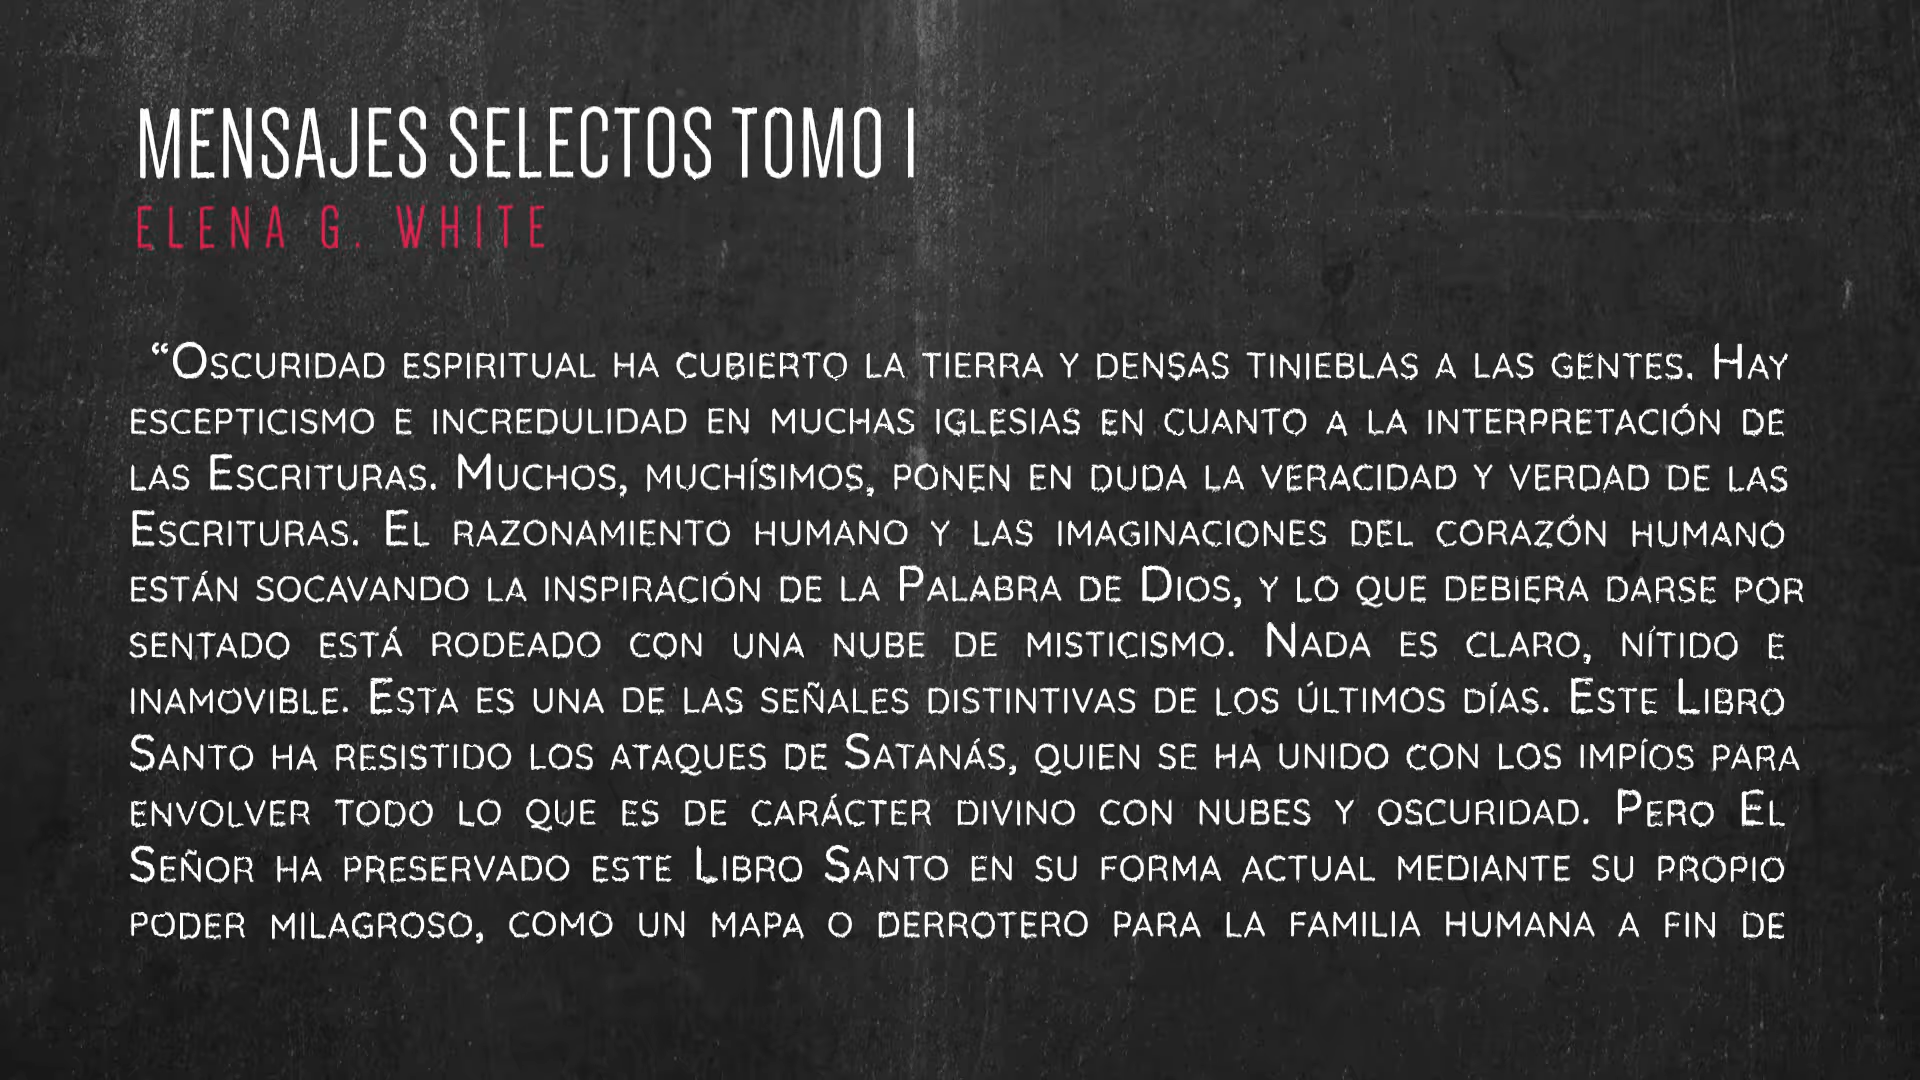 MENSAJES SELECTOS TOMO I
ELENA G. WHITE
“Oscuridad espiritual ha cubierto la tierra y densas tinieblas a las gentes. Hay
escepticismo e incredulidad en muchas iglesias en cuanto a la interpretación de
las Escrituras. Muchos, muchísimos, ponen en duda la veracidad y verdad de las
Escrituras. El razonamiento humano y las imaginaciones del corazón humano
están socavando la inspiración de la Palabra de Dios, y lo que debiera darse por
sentado está rodeado con una nube de misticismo. Nada es claro, nítido e
inamovible. Esta es una de las señales distintivas de los últimos días. Este Libro
Santo ha resistido los ataques de Satanás, quien se ha unido con los impíos para
envolver todo lo que es de carácter divino con nubes y oscuridad. Pero El
Señor ha preservado este Libro Santo en su forma actual mediante su propio
poder milagroso, como un mapa o derrotero para la familia humana a fin de